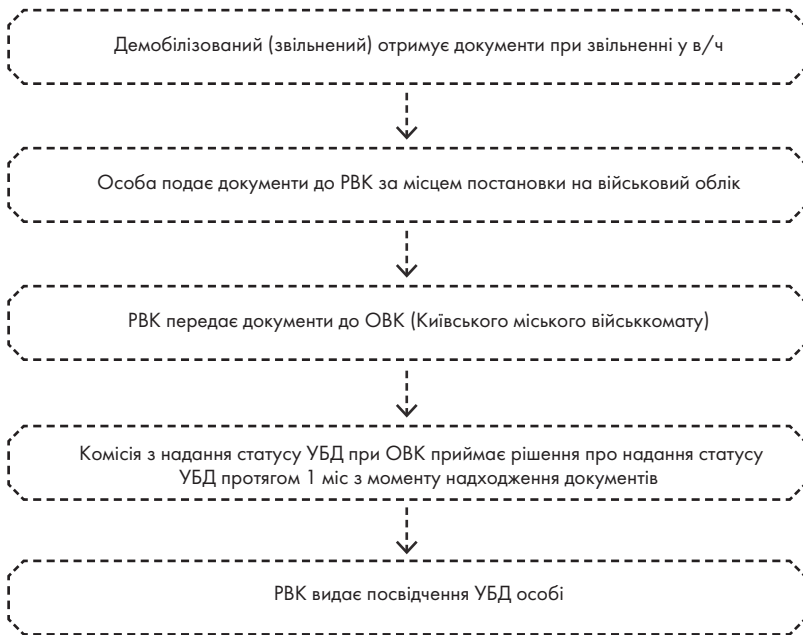 Демобілізований (звільнений) отримує документи при звільненні у в/ч
Особа подає документи до РВК за місцем постановки на військовий облік
РВК передає документи до ОВК (Київського міського військкомату)
Комісія з надання статусу УБД при ОВК приймає рішення про надання статусу
УБД протягом 1 міс з моменту надходження документів
РВК видає посвідчення УБД особі